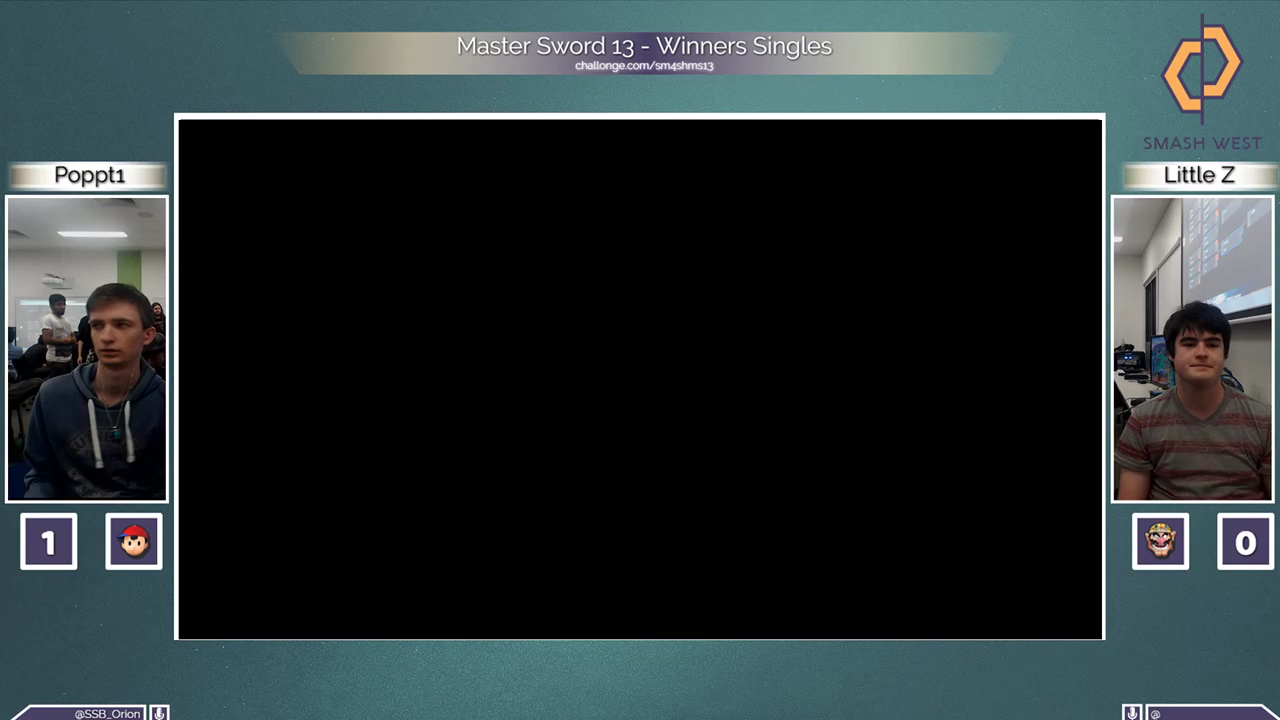 Master Sword 13 - Winners Singles
challonge.com/sm4shms13
SMASH WEST
Poppt1
Little Z
1
0
@SSB_Orion
@